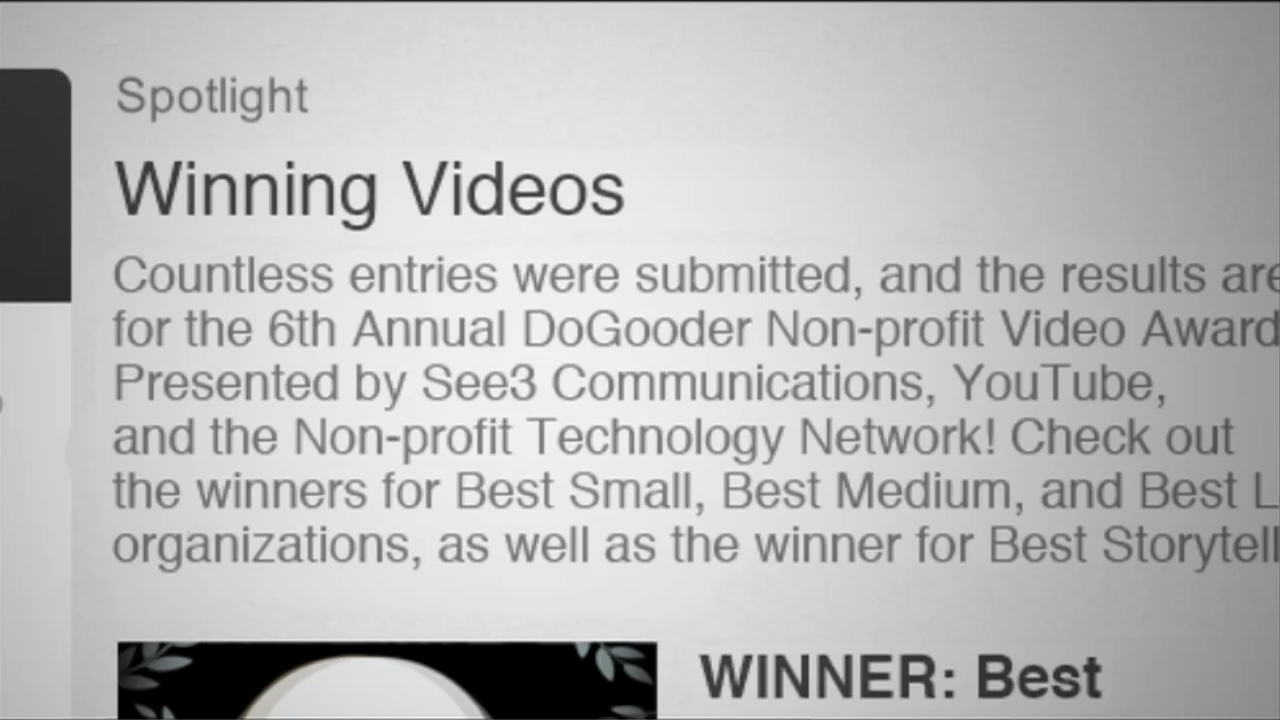 Spotlight
Winning Videos
Countless entries were submitted, and the results are
for the 6th Annual DoGooder Non-profit Video Award
Presented by See3 Communications, YouTube,
and the Non-profit Technology Network! Check out
the winners for Best Small, Best Medium, and Best L
organizations, as well as the winner for Best Storytell
WINNER: Best